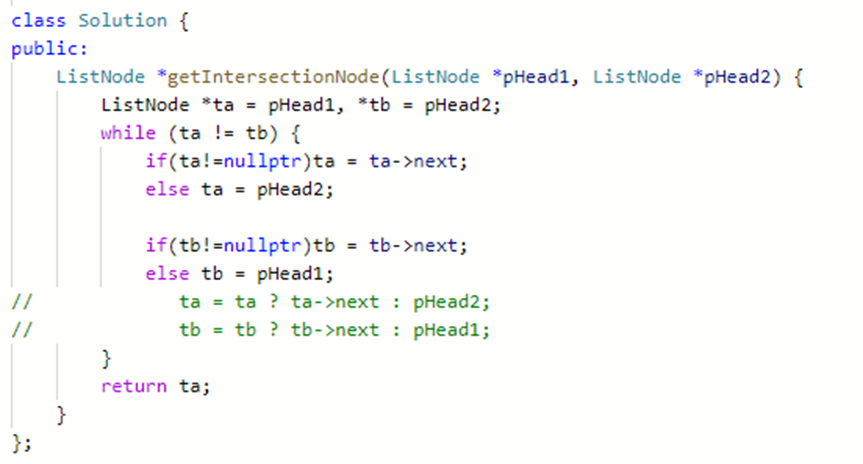 class Solution {
public:
    ListNode *getIntersectionNode(ListNode *pHead1, ListNode *pHead2) {
        ListNode *ta = pHead1, *tb = pHead2;
        while (ta != tb) {
            if(ta!=nullptr)ta = ta->next;
            else ta = pHead2;

            if(tb!=nullptr)tb = tb->next;
            else tb = pHead1;
//             ta = ta ? ta->next : pHead2;
//             tb = tb ? tb->next : pHead1;
        }
        return ta;
    }
};